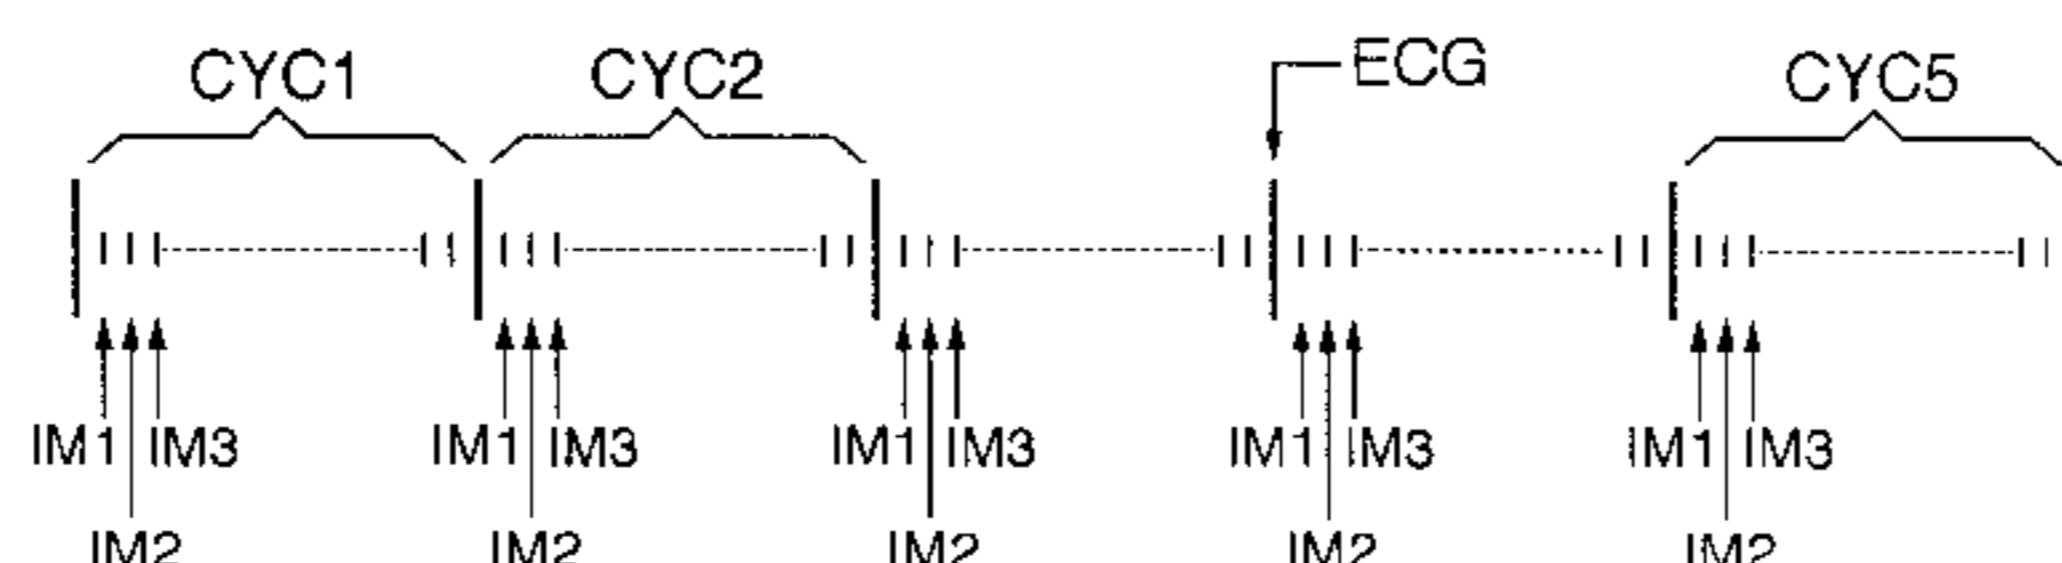 CYC1 CYC2 ECG CYC5
IM1 IM3 IM1 IM3 IM1 IM3 IM1 IM3 IM1 IM3
IM2 IM2 IM2 IM2 IM2